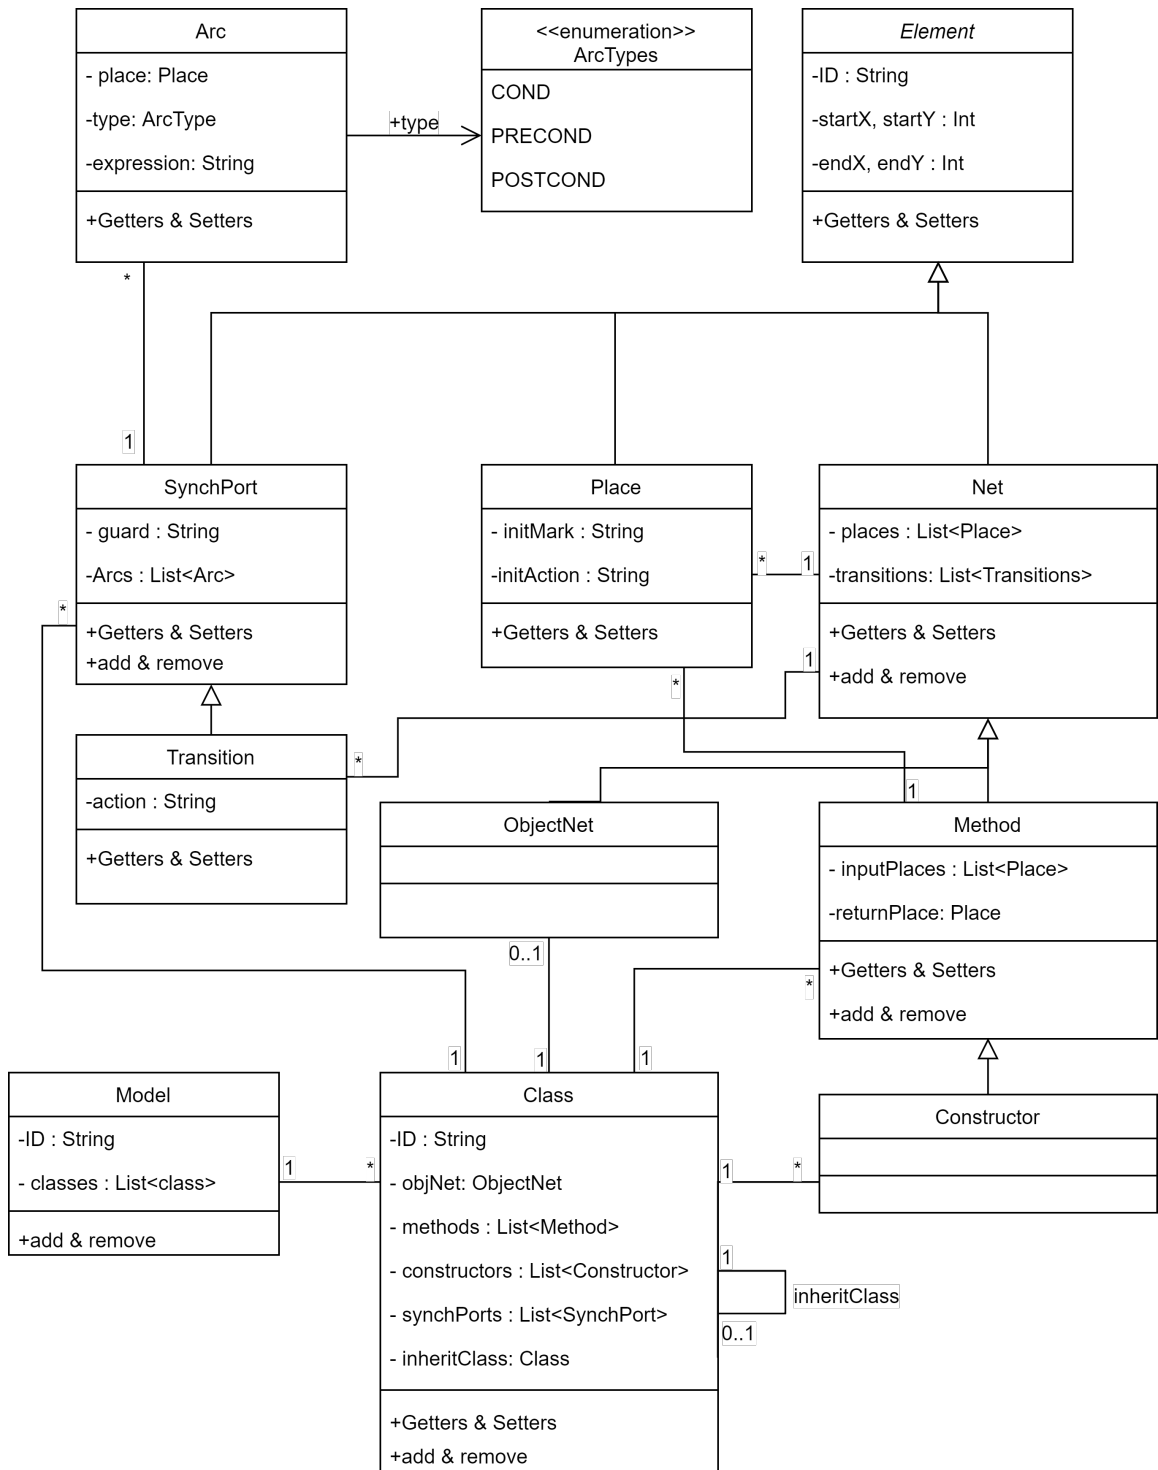 Arc
- place: Place
-type: ArcType
-expression: String
+Getters & Setters
+type
<<enumeration>>
ArcTypes
COND
PRECOND
POSTCOND
Element
-ID : String
-startX, startY : Int
-endX, endY : Int
+Getters & Setters
*
1
SynchPort
- guard : String
-Arcs : List<Arc>
+Getters & Setters
+add & remove
*
Place
- initMark : String
-initAction : String
+Getters & Setters
*
1
Net
- places : List<Place>
-transitions: List<Transitions>
+Getters & Setters
+add & remove
1
*
Transition
-action : String
+Getters & Setters
*
1
ObjectNet
0..1
Method
- inputPlaces : List<Place>
-returnPlace: Place
+Getters & Setters
+add & remove
*
1
1
1
Model
-ID : String
- classes : List<class>
+add & remove
1
*
Class
-ID : String
- objNet: ObjectNet
- methods : List<Method>
- constructors : List<Constructor>
- synchPorts : List<SynchPort>
- inheritClass: Class
+Getters & Setters
+add & remove
Constructor
1
*
1
inheritClass
0..1